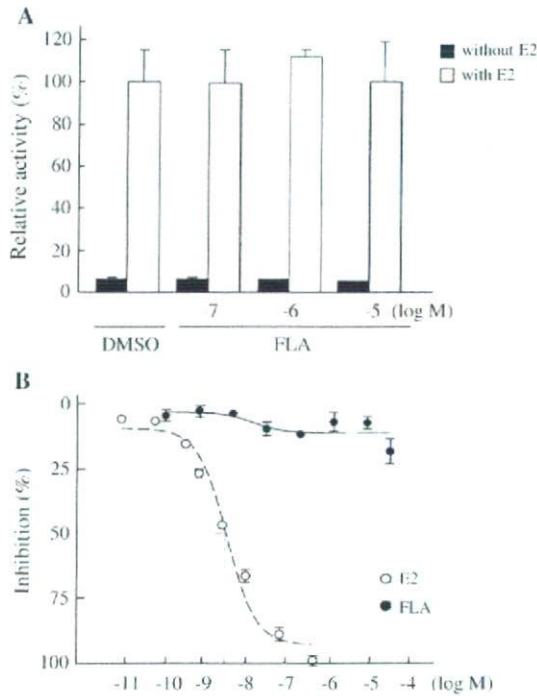 A
Relative activity (%)
120
100
80
60
40
20
0
without E2
with E2
-7 -6 -5 (log M)
DMSO FLA
B
Inhibition (%)
0
25
50
75
100
E2
FLA
-11 -10 -9 -8 -7 -6 -5 -4 (log M)